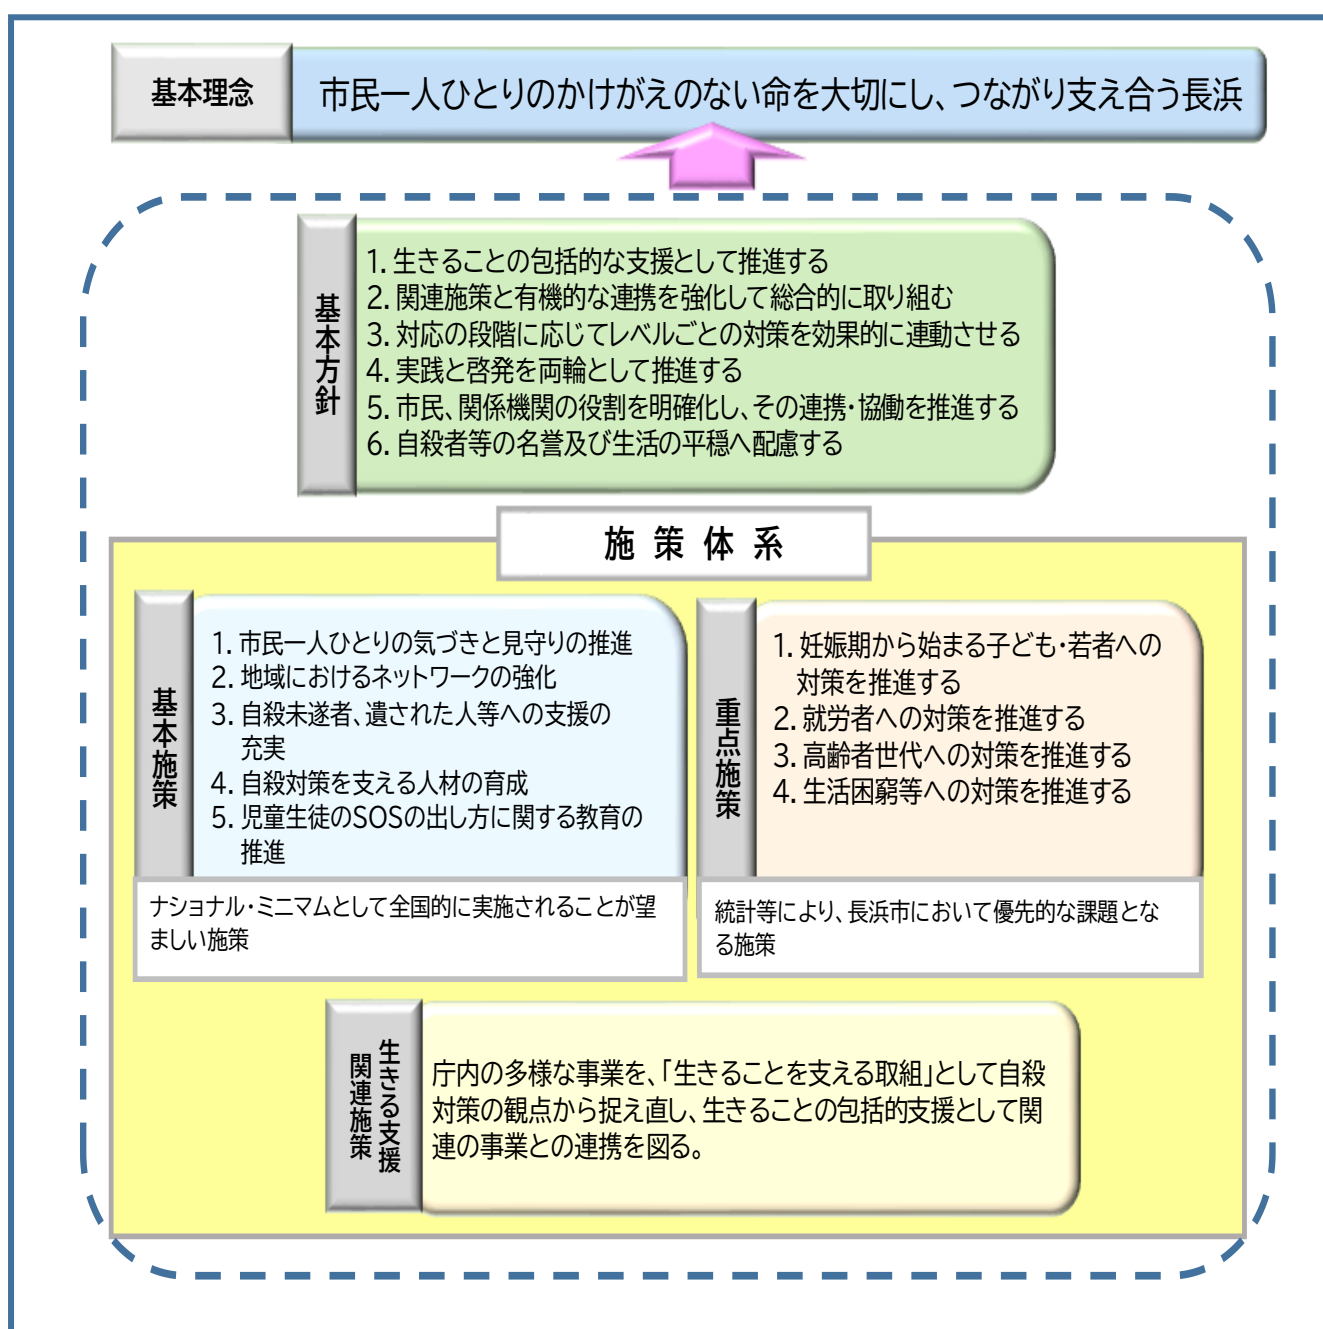 基本理念
市民一人ひとりのかけがえのない命を大切にし、つながり支え合う長浜
基本方針
1. 生きることの包括的な支援として推進する
2. 関連施策と有機的な連携を強化して総合的に取り組む
3. 対応の段階に応じてレベルごとの対策を効果的に連動させる
4. 実践と啓発を両輪として推進する
5. 市民、関係機関の役割を明確化し、その連携・協働を推進する
6. 自殺者等の名誉及び生活の平穏へ配慮する
施策体系
基本施策
1. 市民一人ひとりの気づきと見守りの推進
2. 地域におけるネットワークの強化
3. 自殺未遂者、遺された人等への支援の
充実
4. 自殺対策を支える人材の育成
5. 児童生徒のSOSの出し方に関する教育の
推進
ナショナル・ミニマムとして全国的に実施されることが望
ましい施策
重点施策
1. 妊娠期から始まる子ども・若者への
対策を推進する
2. 就労者への対策を推進する
3. 高齢者世代への対策を推進する
4. 生活困窮等への対策を推進する
統計等により、長浜市において優先的な課題とな
る施策
生きる支援
関連施策
庁内の多様な事業を、「生きることを支える取組」として自殺
対策の観点から捉え直し、生きることの包括的支援として関
連の事業との連携を図る。